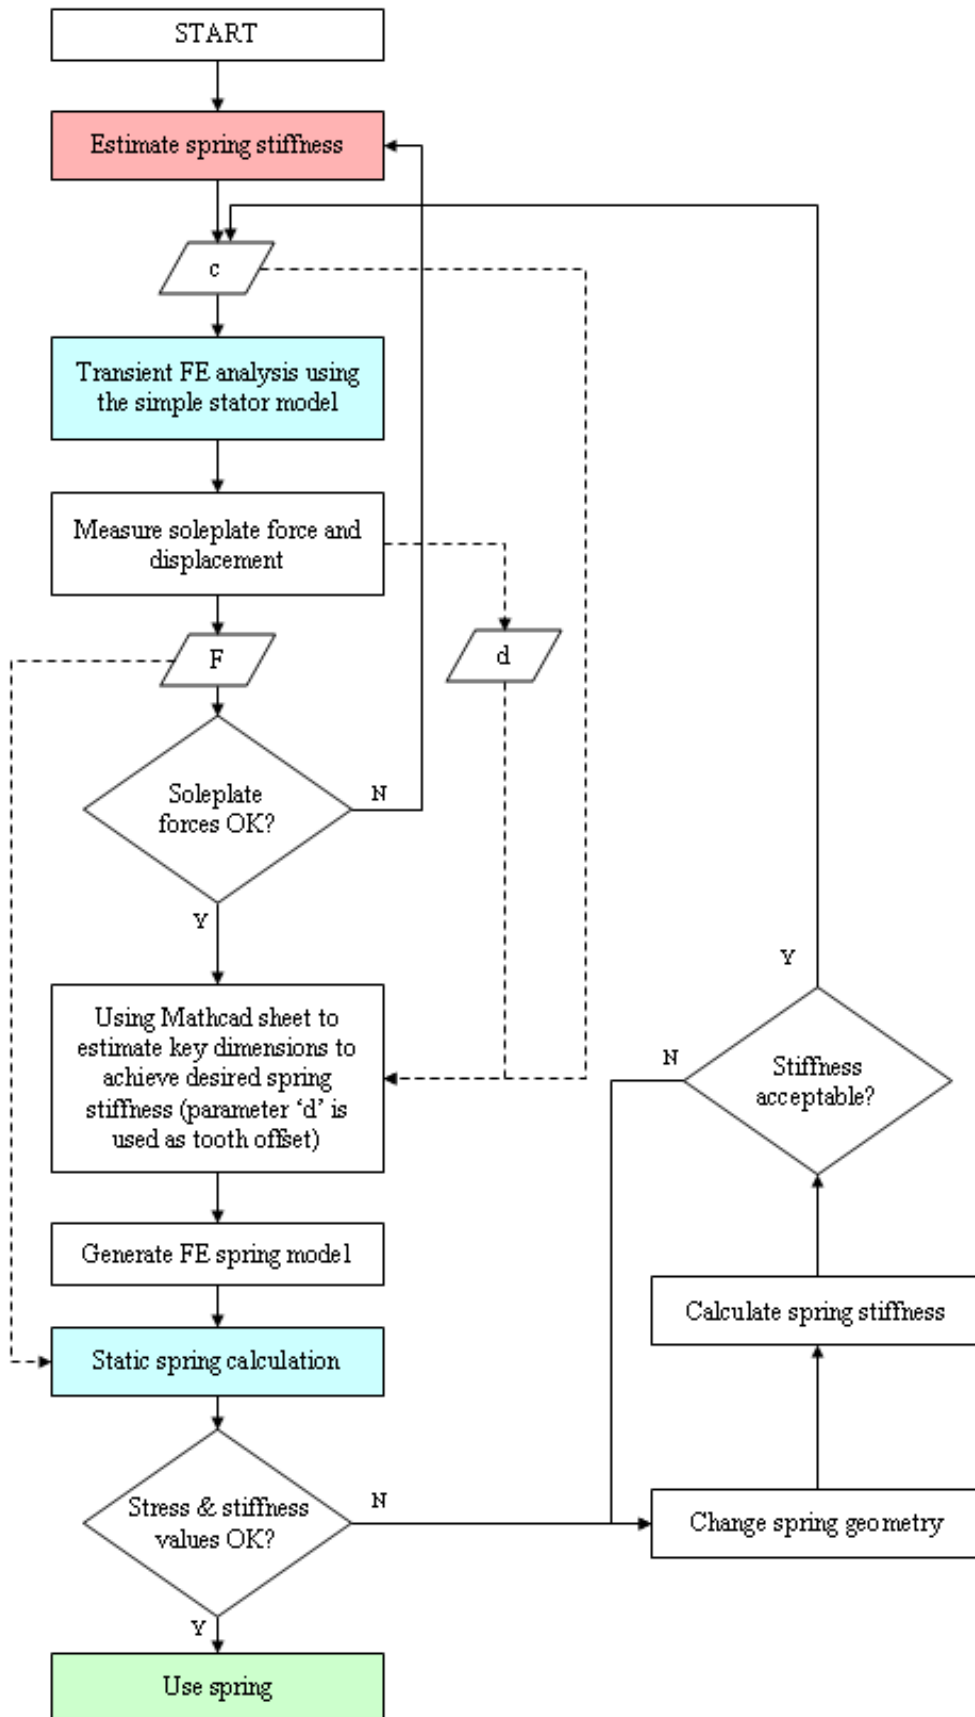 START
Estimate spring stiffness
c
Transient FE analysis using
the simple stator model
Measure soleplate force and
displacement
F
d
Soleplate
forces OK?
N
Y
Using Mathcad sheet to
estimate key dimensions to
achieve desired spring
stiffness (parameter ‘d’ is
used as tooth offset)
Generate FE spring model
Static spring calculation
Stress & stiffness
values OK?
N
Y
Use spring
Y
N
Stiffness
acceptable?
Calculate spring stiffness
Change spring geometry